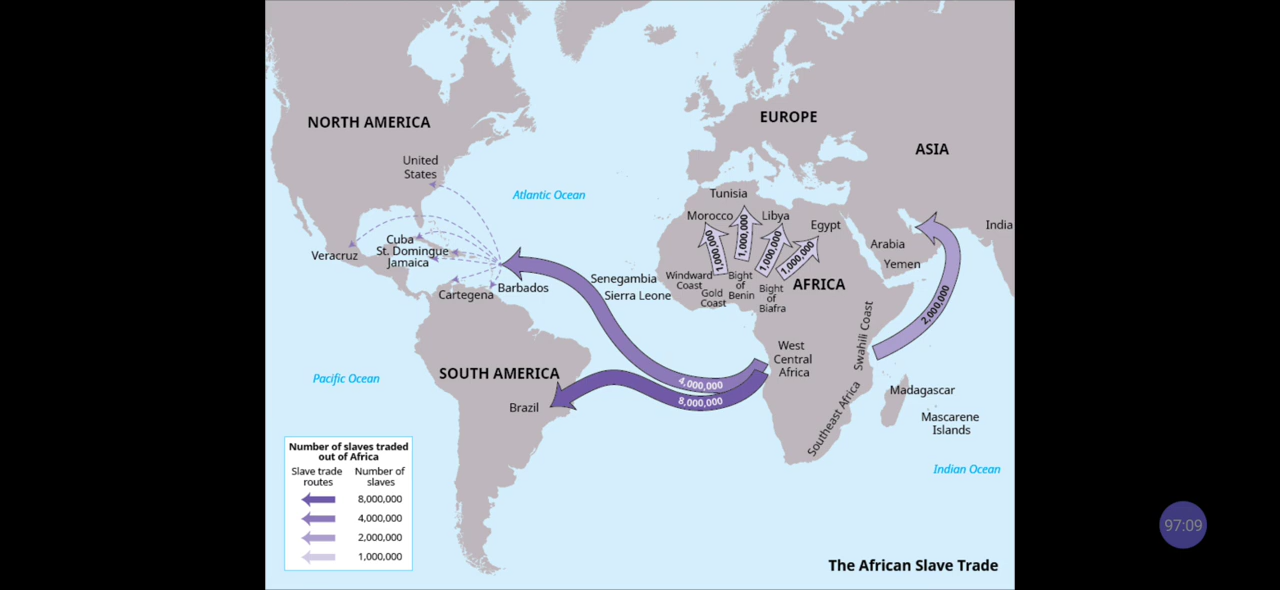 NORTH AMERICA
EUROPE
ASIA
United
States
Atlantic Ocean
Tunisia
Morocco
Libya
Egypt
India
Cuba
St. Domingue
Jamaica
Veracruz
Arabia
Yemen
1,000,000
1,000,000
1,000,000
1,000,000
Cartegena
Barbados
Senegambia
Sierra Leone
Windward
Coast
Gold
Coast
Bight
of
Benin
Bight
of
Biafra
AFRICA
2,000,000
Swahili Coast
West
Central
Africa
Pacific Ocean
SOUTH AMERICA
Brazil
4,000,000
8,000,000
Southeast Africa
Madagascar
Mascarene
Islands
Indian Ocean
Number of slaves traded
out of Africa
Slave trade
routes
Number of
slaves
8,000,000
4,000,000
2,000,000
1,000,000
The African Slave Trade
97:09